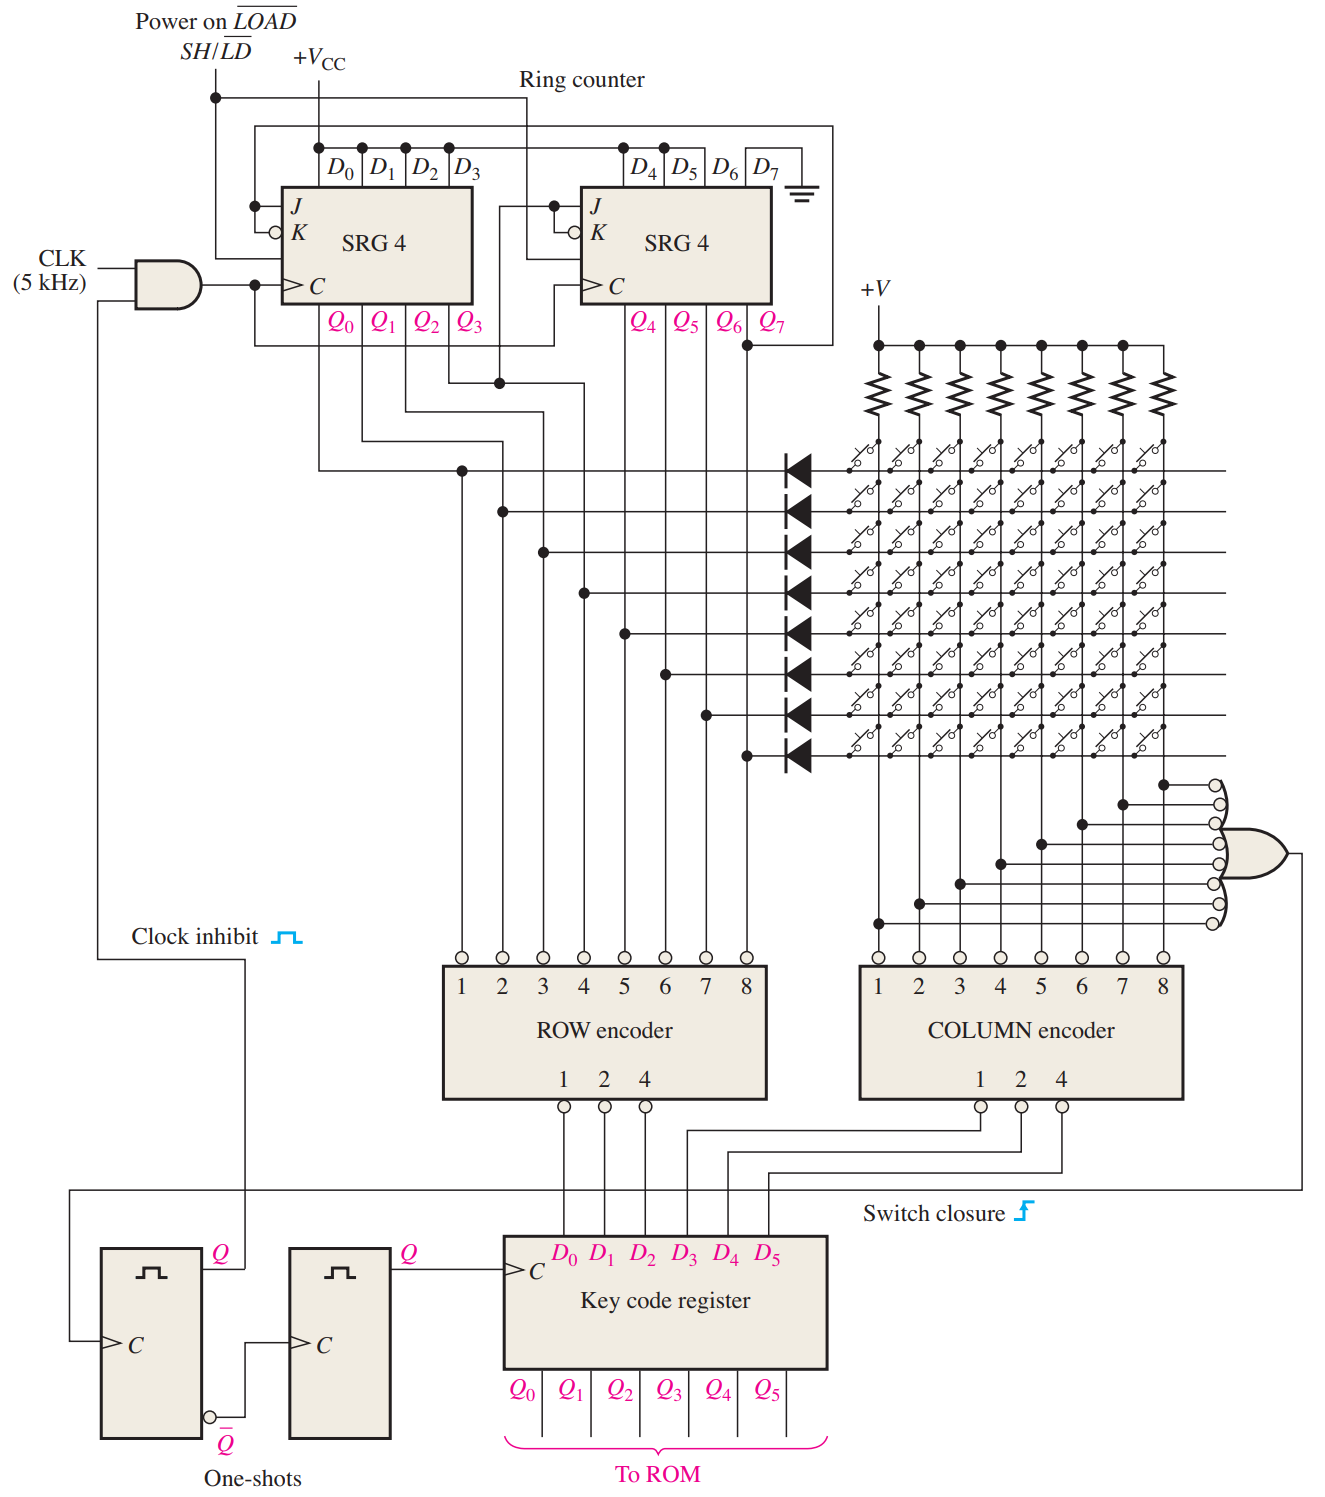 Power on L̅O̅A̅D̅
SH/L̅D̅
+VCC
Ring counter
D0 D1 D2 D3
D4 D5 D6 D7
J
K
SRG 4
C
J
K
SRG 4
C
CLK
(5 kHz)
Q0 Q1 Q2 Q3
Q4 Q5 Q6 Q7
+V
Clock inhibit
1 2 3 4 5 6 7 8
ROW encoder
1 2 4
1 2 3 4 5 6 7 8
COLUMN encoder
1 2 4
Switch closure
Q
C
Q̅
Q
C
One-shots
D0 D1 D2 D3 D4 D5
C
Key code register
Q0 Q1 Q2 Q3 Q4 Q5
To ROM